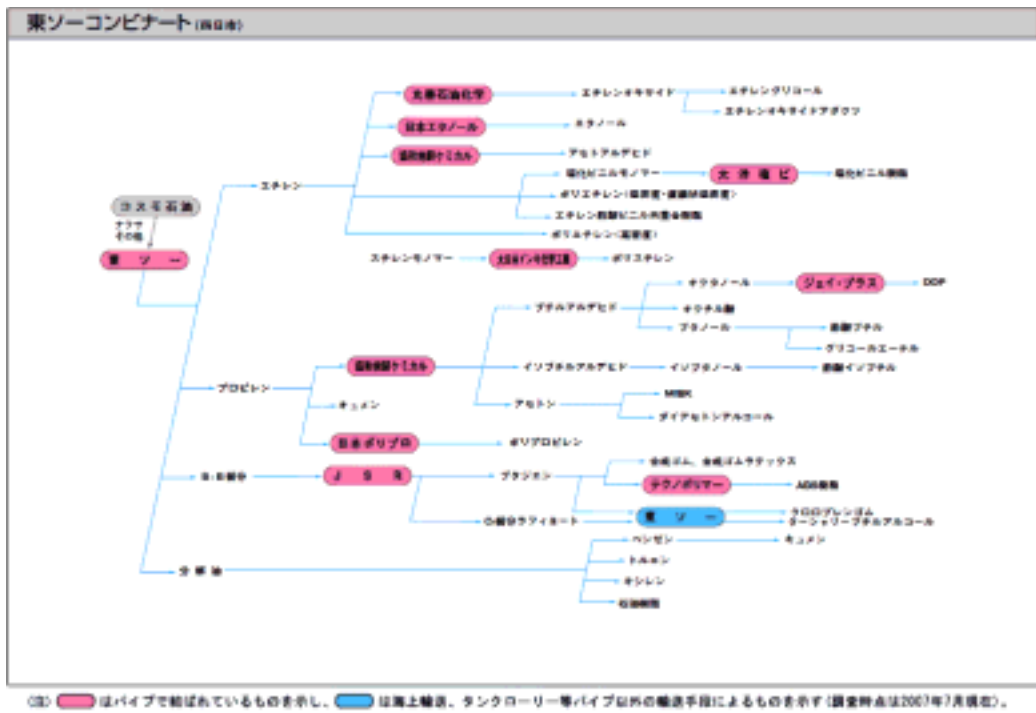 東ソーコンビナート(四日市)
丸善石油化学
エチレンオキサイド
エチレングリコール
エチレンオキサイドアダクツ
日本エタノール
エタノール
協和発酵ケミカル
アセトアルデヒド
塩化ビニルモノマー
大洋塩ビ
塩化ビニル樹脂
エチレン
ポリエチレン(低密度・直鎖状低密度)
コスモ石油
エチレン酢酸ビニル共重合樹脂
ナフサ
その他
ポリエチレン(高密度)
東ソー
スチレンモノマー
大日本インキ化学工業
ポリスチレン
オクタノール
ジェイ・プラス
DOP
ブチルアルデヒド
オクチル酸
ブタノール
酢酸ブチル
グリコールエーテル
協和発酵ケミカル
イソブチルアルデヒド
イソブタノール
酢酸イソブチル
プロピレン
MIBK
キュメン
アセトン
ダイアセトンアルコール
日本ポリプロ
ポリプロピレン
合成ゴム、合成ゴムラテックス
B・B留分
JSR
ブタジエン
テクノポリマー
ABS樹脂
クロロプレンゴム
東ソー
ターシャリーブチルアルコール
ベンゼン
キュメン
トルエン
分解油
キシレン
石油樹脂
(注) はパイプで結ばれているものを示し、 は海上輸送、タンクローリー等パイプ以外の輸送手段によるものを示す(調査時点は2007年7月現在)。